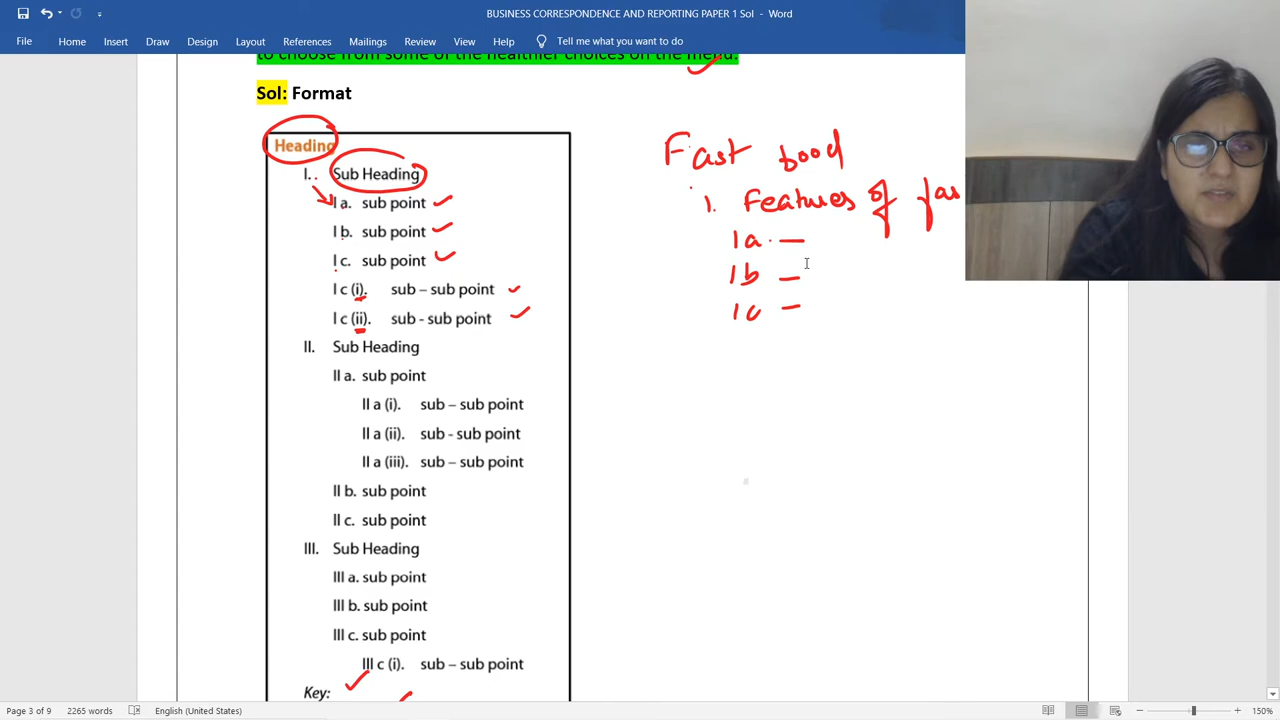 BUSINESS CORRESPONDENCE AND REPORTING PAPER 1 Sol - Word
File Home Insert Draw Design Layout References Mailings Review View Help Tell me what you want to do
to choose from some of the healthier choices on the menu.
Sol: Format
Heading
I. Sub Heading
I a. sub point
I b. sub point
I c. sub point
I c (i). sub – sub point
I c (ii). sub - sub point
II. Sub Heading
II a. sub point
II a (i). sub – sub point
II a (ii). sub - sub point
II a (iii). sub – sub point
II b. sub point
II c. sub point
III. Sub Heading
III a. sub point
III b. sub point
III c. sub point
III c (i). sub – sub point
Key:
Fast food
1. Features of fas
1a. —
1b —
1c —
Page 3 of 9 2265 words English (United States) 150%